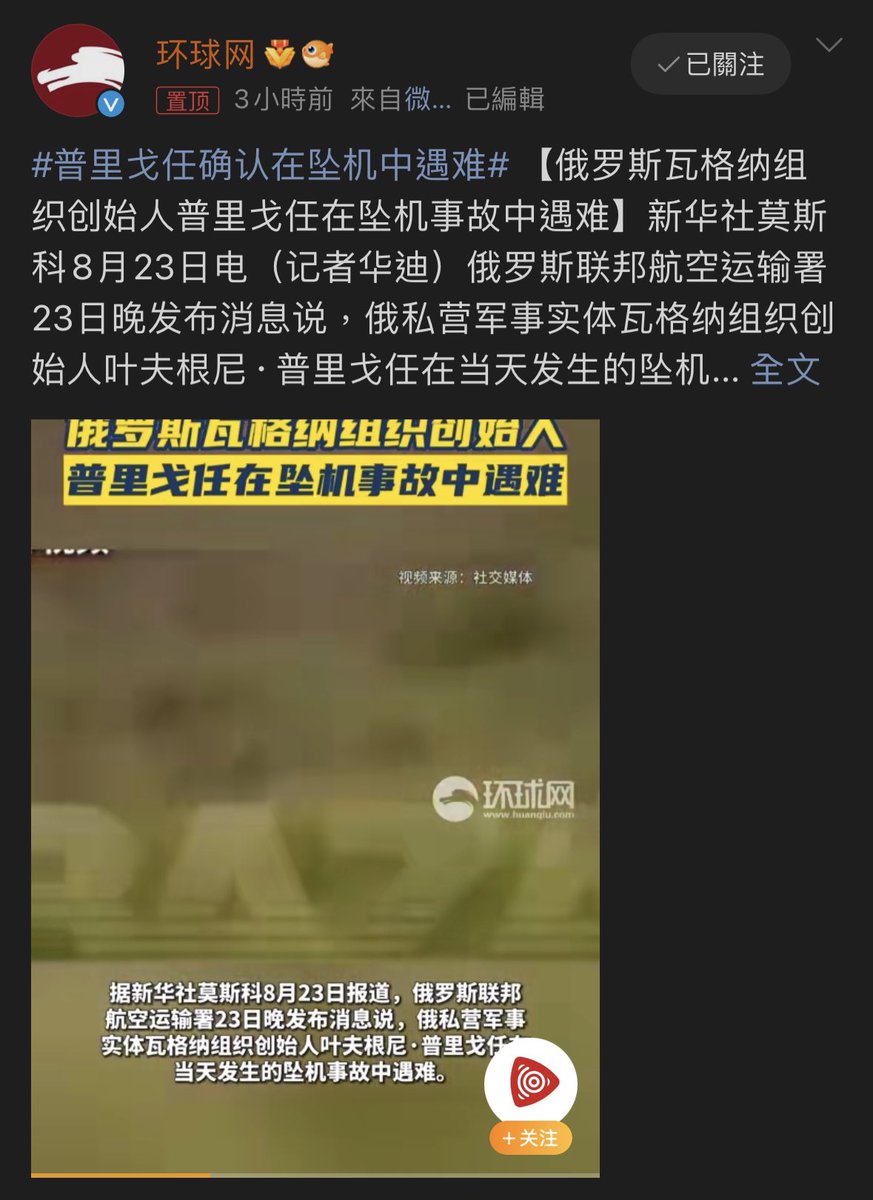 环球网
已關注
置顶 3小時前 來自微... 已編輯
#普里戈任确认在坠机中遇难# 【俄罗斯瓦格纳组
织创始人普里戈任在坠机事故中遇难】新华社莫斯
科8月23日电（记者华迪）俄罗斯联邦航空运输署
23日晚发布消息说，俄私营军事实体瓦格纳组织创
始人叶夫根尼·普里戈任在当天发生的坠机... 全文
俄罗斯瓦格纳组织创始人
普里戈任在坠机事故中遇难
视频来源：社交媒体
环球网
www.huanqiu.com
据新华社莫斯科8月23日报道，俄罗斯联邦
航空运输署23日晚发布消息说，俄私营军事
实体瓦格纳组织创始人叶夫根尼·普里戈任
当天发生的坠机事故中遇难。
+关注